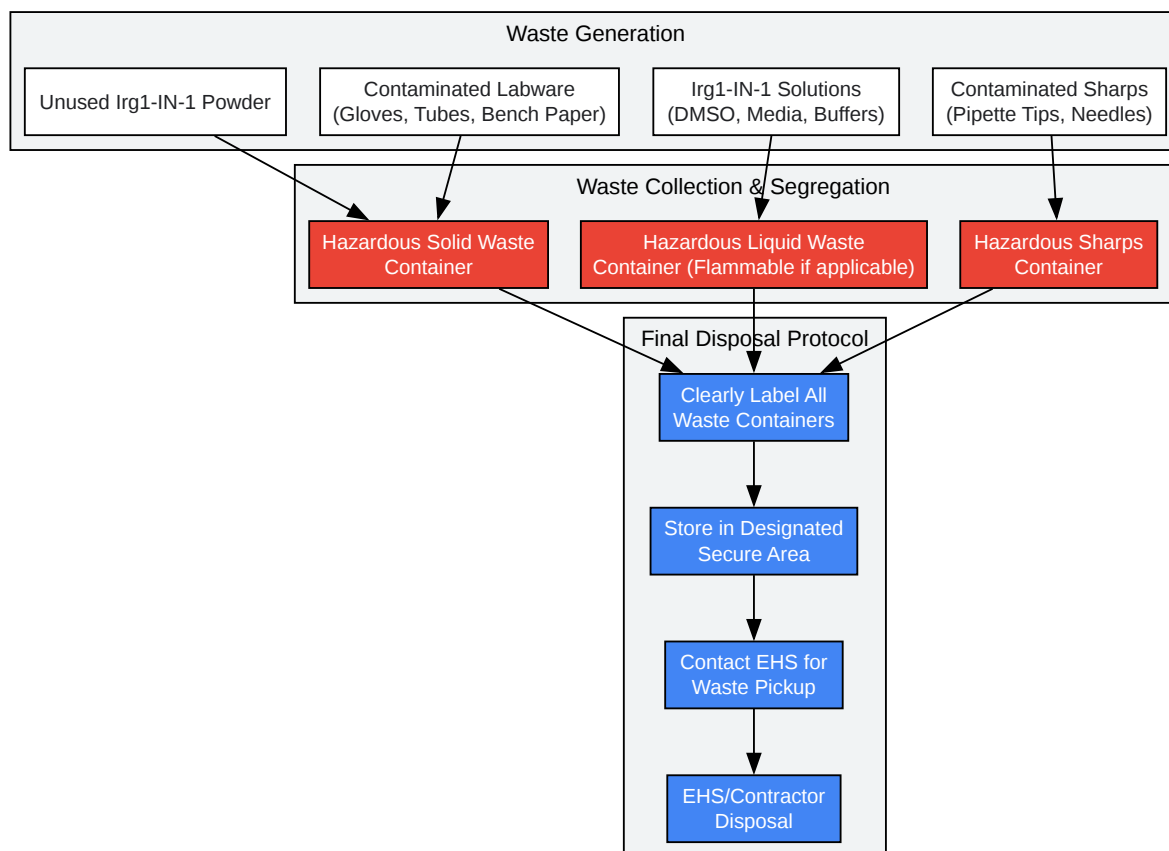 Waste Generation
Unused Irg1-IN-1 Powder
Contaminated Labware
(Gloves, Tubes, Bench Paper)
Irg1-IN-1 Solutions
(DMSO, Media, Buffers)
Contaminated Sharps
(Pipette Tips, Needles)
Waste Collection & Segregation
Hazardous Solid Waste
Container
Hazardous Liquid Waste
Container (Flammable if applicable)
Hazardous Sharps
Container
Final Disposal Protocol
Clearly Label All
Waste Containers
Store in Designated
Secure Area
Contact EHS for
Waste Pickup
EHS/Contractor
Disposal